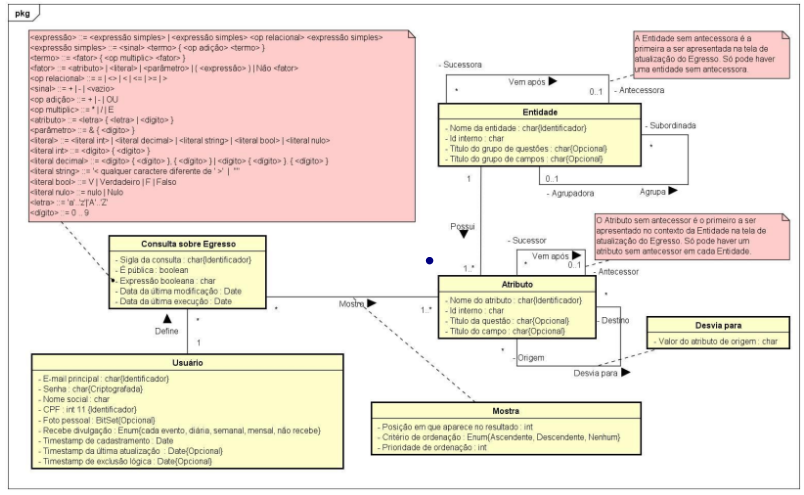 pkg
<expressão> ::= <expressão simples> | <expressão simples> <op relacional> <expressão simples>
<expressão simples> ::= <sinal> <termo> { <op adição> <termo> }
<termo> ::= <fator> { <op multiplic> <fator> }
<fator> ::= <atributo> | <literal> | <parâmetro> | ( <expressão> ) | Não <fator>
<op relacional> ::= = | <> | < | <= | >= | >
<sinal> ::= + | - | <vazio>
<op adição> ::= + | - | OU
<op multiplic> ::= * | / | E
<atributo> ::= <letra> { <letra> | <dígito> }
<parâmetro> ::= & { <dígito> }
<literal> ::= <literal int> | <literal decimal> | <literal string> | <literal bool> | <literal nulo>
<literal int> ::= <dígito> { <dígito> }
<literal decimal> ::= <dígito> { <dígito> }, { <dígito> } | <dígito> { <dígito> }. { <dígito> }
<literal string> ::= '< qualquer caractere diferente de ' >' | ''''
<literal bool> ::= V | Verdadeiro | F | Falso
<literal nulo> ::= nulo | Nulo
<letra> ::= 'a'..'z'|'A'..'Z'
<dígito> ::= 0 .. 9
A Entidade sem antecessora é a
primeira a ser apresentada na tela de
atualização do Egresso. Só pode haver
uma entidade sem antecessora.
- Sucessora
Vem após
*
0..1
- Antecessora
Entidade
- Nome da entidade : char{Identificador}
- Id interno : char
- Título do grupo de questões : char{Opcional}
- Título do grupo de campos : char{Opcional}
- Subordinada
*
1
0..1
- Agrupadora
Agrupa
Possui
1..*
O Atributo sem antecessor é o primeiro a ser
apresentado no contexto da Entidade na tela de
atualização do Egresso. Só pode haver um
atributo sem antecessor em cada Entidade.
- Sucessor
Vem após
*
0..1
- Antecessor
Atributo
- Nome do atributo : char{Identificador}
- Id interno : char
- Título da questão : char{Opcional}
- Título do campo : char{Opcional}
*
- Destino
*
- Origem
Desvia para
Desvia para
- Valor do atributo de origem : char
Consulta sobre Egresso
- Sigla da consulta : char{Identificador}
- É pública : boolean
- Expressão booleana : char
- Data da última modificação : Date
- Data da última execução : Date
*
Mostra
1..*
Define
*
1
Usuário
- E-mail principal : char{Identificador}
- Senha : char{Criptografada}
- Nome social : char
- CPF : int 11 {Identificador}
- Foto pessoal : BitSet{Opcional}
- Recebe divulgação : Enum{cada evento, diária, semanal, mensal, não recebe}
- Timestamp de cadastramento : Date
- Timestamp da última atualização : Date{Opcional}
- Timestamp de exclusão lógica : Date{Opcional}
Mostra
- Posição em que aparece no resultado : int
- Critério de ordenação : Enum{Ascendente, Descendente, Nenhum}
- Prioridade de ordenação : int